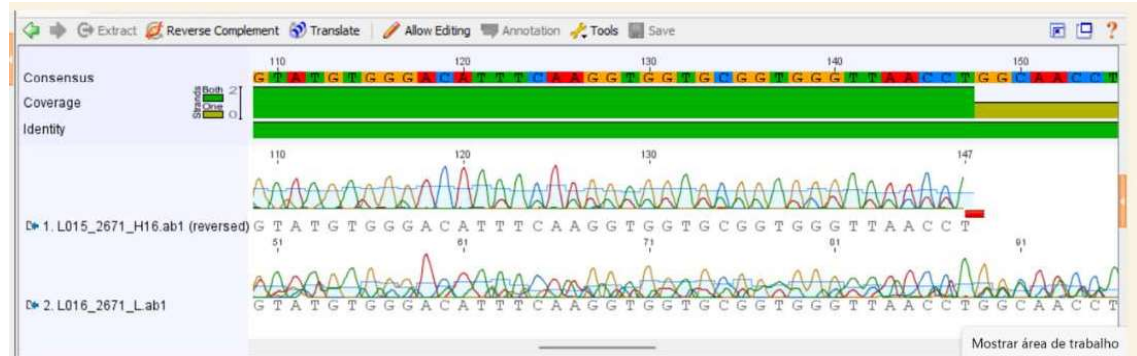 Extract Reverse Complement Translate Allow Editing Annotation Tools Save ?
110 120 130 140 150
Consensus G T A T G T G G G A C A T T T C A A G G T G G T G C G G T G G G T T A A C C T G G C A A C C T
Coverage Strands Both One 2 0
Identity
110 120 130 147
1. L015_2671_H16.ab1 (reversed) G T A T G T G G G A C A T T T C A A G G T G G T G C G G T G G G T T A A C C T
51 61 71 81 91
2. L016_2671_L.ab1 G T A T G T G G G A C A T T T C A A G G T G G T G C G G T G G G T T A A C C T G G C A A C C T
Mostrar área de trabalho